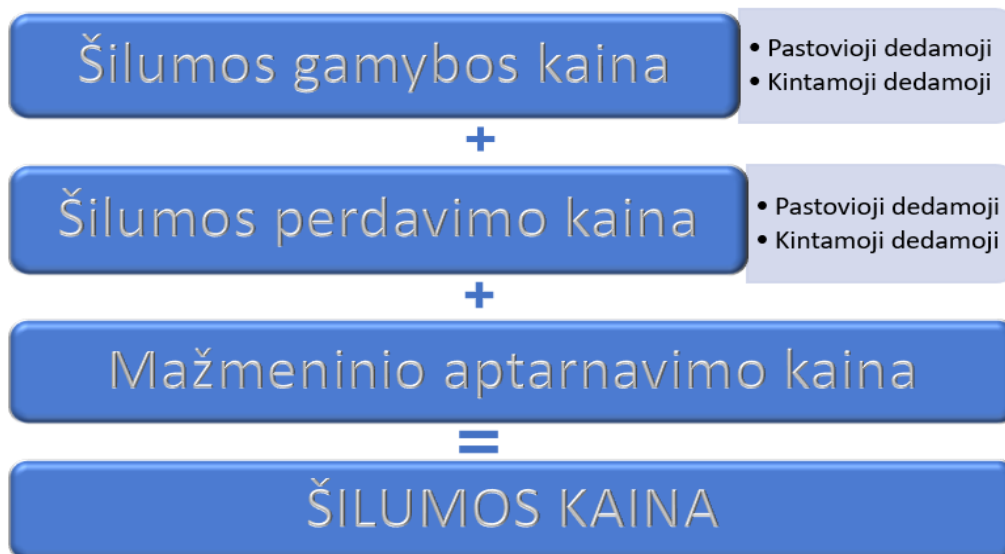 Šilumos gamybos kaina
• Pastovioji dedamoji
• Kintamoji dedamoji
+
Šilumos perdavimo kaina
• Pastovioji dedamoji
• Kintamoji dedamoji
+
Mažmeninio aptarnavimo kaina
=
ŠILUMOS KAINA